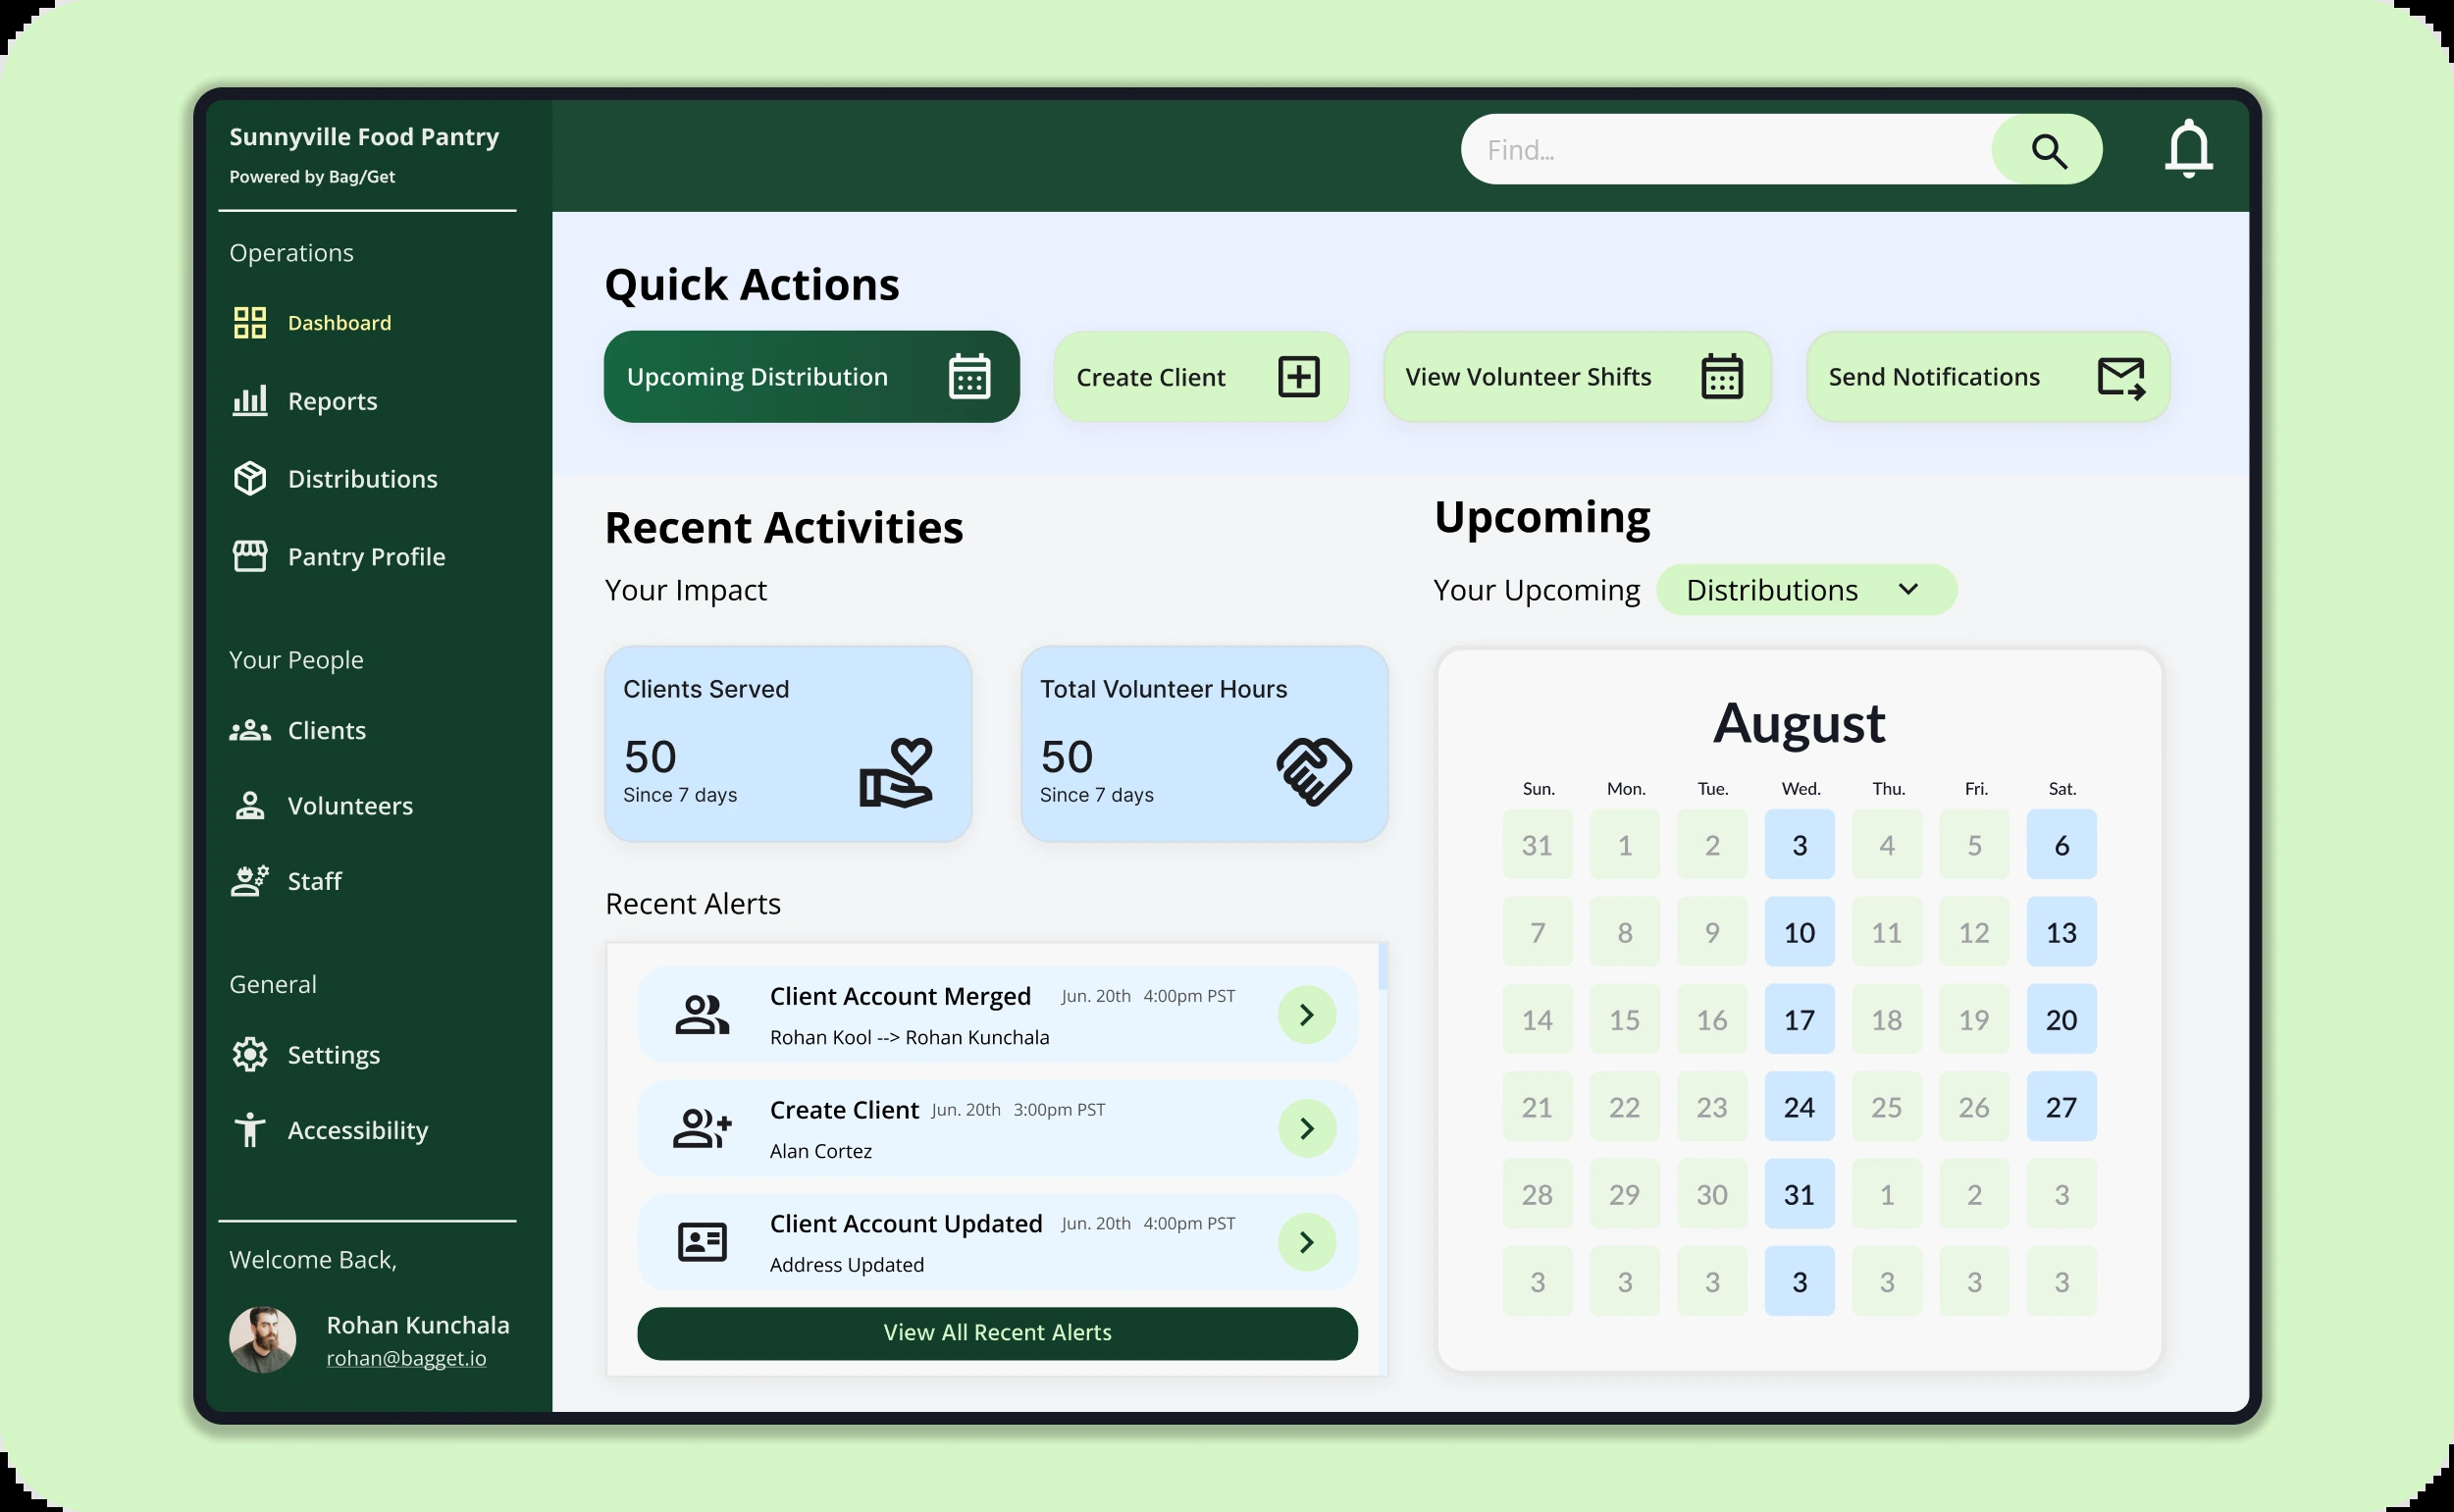 Sunnyville Food Pantry
Powered by Bag/Get
Operations
Dashboard
Reports
Distributions
Pantry Profile
Your People
Clients
Volunteers
Staff
General
Settings
Accessibility
Welcome Back,
Rohan Kunchala
rohan@bagget.io
Find...
Quick Actions
Upcoming Distribution
Create Client
View Volunteer Shifts
Send Notifications
Recent Activities
Your Impact
Clients Served
50
Since 7 days
Total Volunteer Hours
50
Since 7 days
Recent Alerts
Client Account Merged Jun. 20th 4:00pm PST
Rohan Kool --> Rohan Kunchala
Create Client Jun. 20th 3:00pm PST
Alan Cortez
Client Account Updated Jun. 20th 4:00pm PST
Address Updated
View All Recent Alerts
Upcoming
Your Upcoming Distributions
August
Sun. Mon. Tue. Wed. Thu. Fri. Sat.
31 1 2 3 4 5 6
7 8 9 10 11 12 13
14 15 16 17 18 19 20
21 22 23 24 25 26 27
28 29 30 31 1 2 3
3 3 3 3 3 3 3